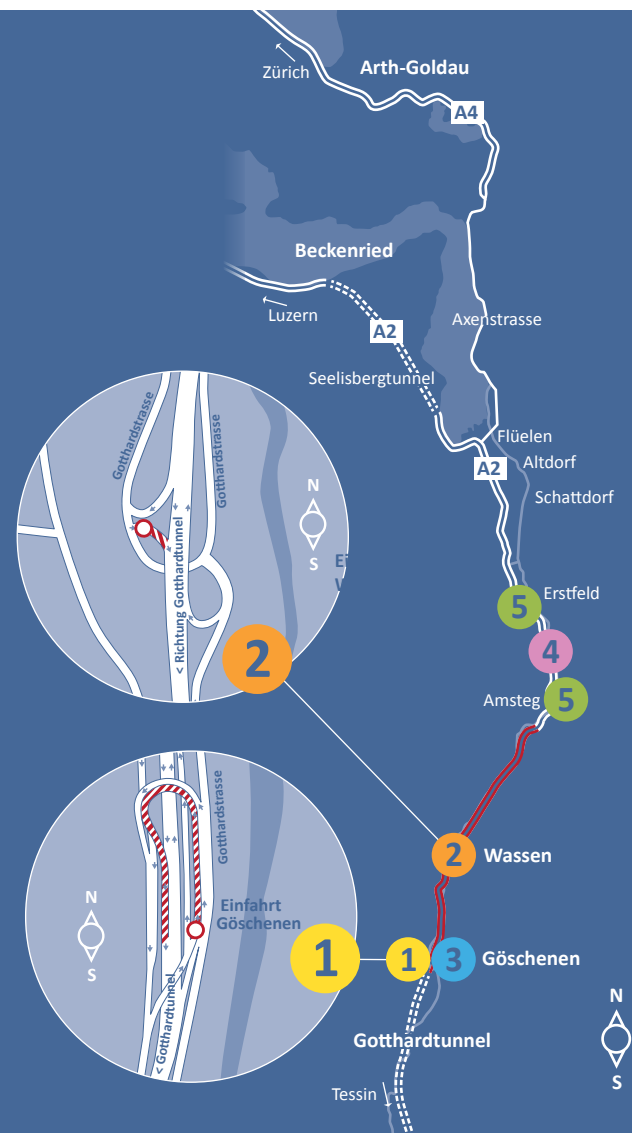 Zürich
Arth-Goldau
A4
Beckenried
Luzern
A2
Axenstrasse
Seelisbergtunnel
Flüelen
A2
Altdorf
Schattdorf
Gotthardstrasse
Gotthardstrasse
N
S
Ei
< Richtung Gotthardtunnel
2
5
Erstfeld
4
Amsteg
5
2
Wassen
Gotthardstrasse
Einfahrt
Göschenen
N
S
< Gotthardtunnel
1
1
3
Göschenen
Gotthardtunnel
N
S
Tessin